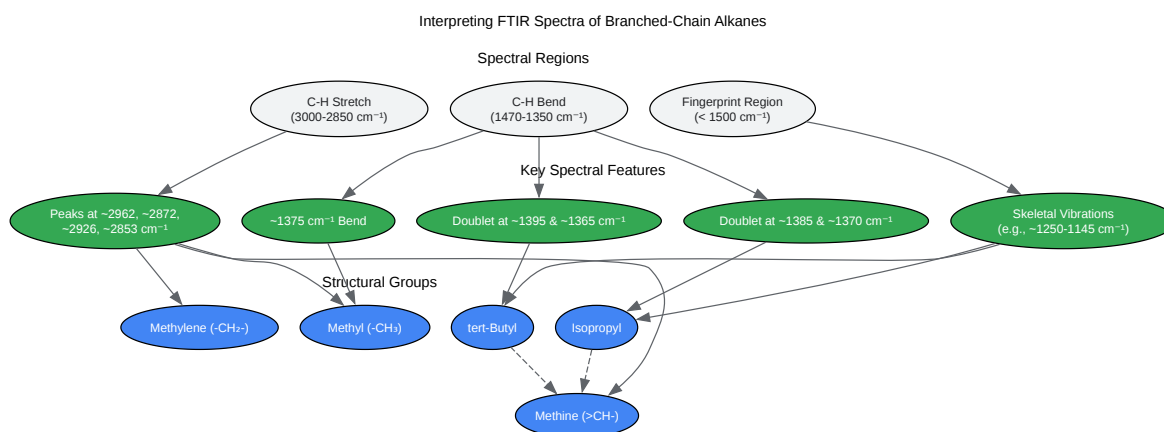 Interpreting FTIR Spectra of Branched-Chain Alkanes
Spectral Regions
C-H Stretch
(3000-2850 cm⁻¹)
C-H Bend
(1470-1350 cm⁻¹)
Fingerprint Region
(< 1500 cm⁻¹)
Key Spectral Features
Peaks at ~2962, ~2872,
~2926, ~2853 cm⁻¹
~1375 cm⁻¹ Bend
Doublet at ~1395 & ~1365 cm⁻¹
Doublet at ~1385 & ~1370 cm⁻¹
Skeletal Vibrations
(e.g., ~1250-1145 cm⁻¹)
Structural Groups
Methylene (-CH₂-)
Methyl (-CH₃)
tert-Butyl
Isopropyl
Methine (>CH-)